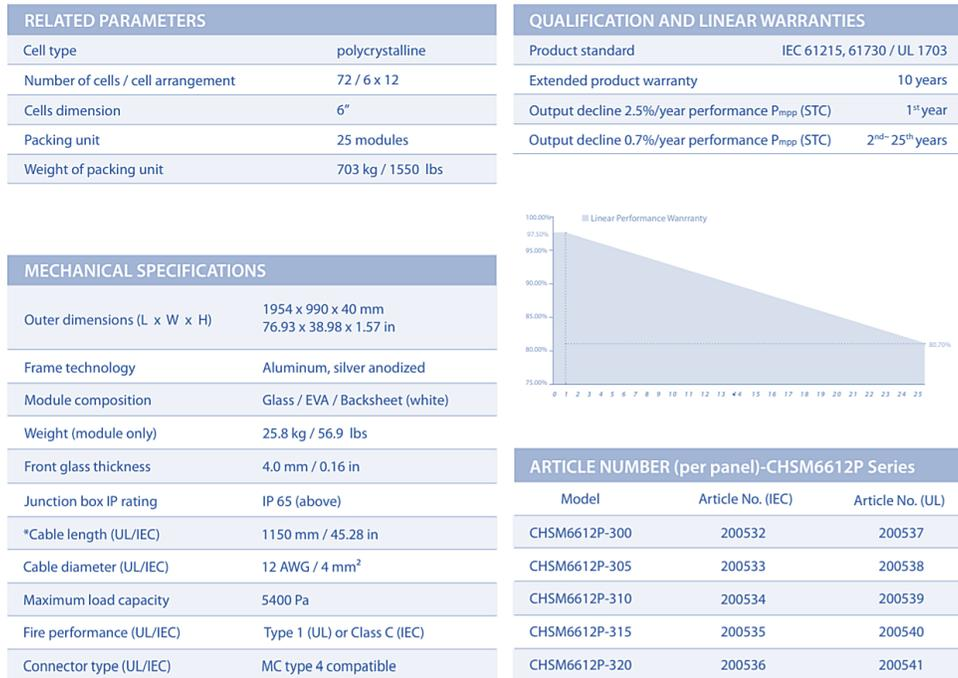 RELATED PARAMETERS
Cell type polycrystalline
Number of cells / cell arrangement 72 / 6 x 12
Cells dimension 6"
Packing unit 25 modules
Weight of packing unit 703 kg / 1550 lbs
MECHANICAL SPECIFICATIONS
Outer dimensions (L x W x H) 1954 x 990 x 40 mm
76.93 x 38.98 x 1.57 in
Frame technology Aluminum, silver anodized
Module composition Glass / EVA / Backsheet (white)
Weight (module only) 25.8 kg / 56.9 lbs
Front glass thickness 4.0 mm / 0.16 in
Junction box IP rating IP 65 (above)
*Cable length (UL/IEC) 1150 mm / 45.28 in
Cable diameter (UL/IEC) 12 AWG / 4 mm²
Maximum load capacity 5400 Pa
Fire performance (UL/IEC) Type 1 (UL) or Class C (IEC)
Connector type (UL/IEC) MC type 4 compatible
QUALIFICATION AND LINEAR WARRANTIES
Product standard IEC 61215, 61730 / UL 1703
Extended product warranty 10 years
Output decline 2.5%/year performance Pmpp (STC) 1st year
Output decline 0.7%/year performance Pmpp (STC) 2nd~ 25th years
Linear Performance Wanrranty
100.00%
97.50%
95.00%
90.00%
85.00%
80.00%
75.00%
80.70%
0 1 2 3 4 5 6 7 8 9 10 11 12 13 14 15 16 17 18 19 20 21 22 23 24 25
ARTICLE NUMBER (per panel)-CHSM6612P Series
Model Article No. (IEC) Article No. (UL)
CHSM6612P-300 200532 200537
CHSM6612P-305 200533 200538
CHSM6612P-310 200534 200539
CHSM6612P-315 200535 200540
CHSM6612P-320 200536 200541